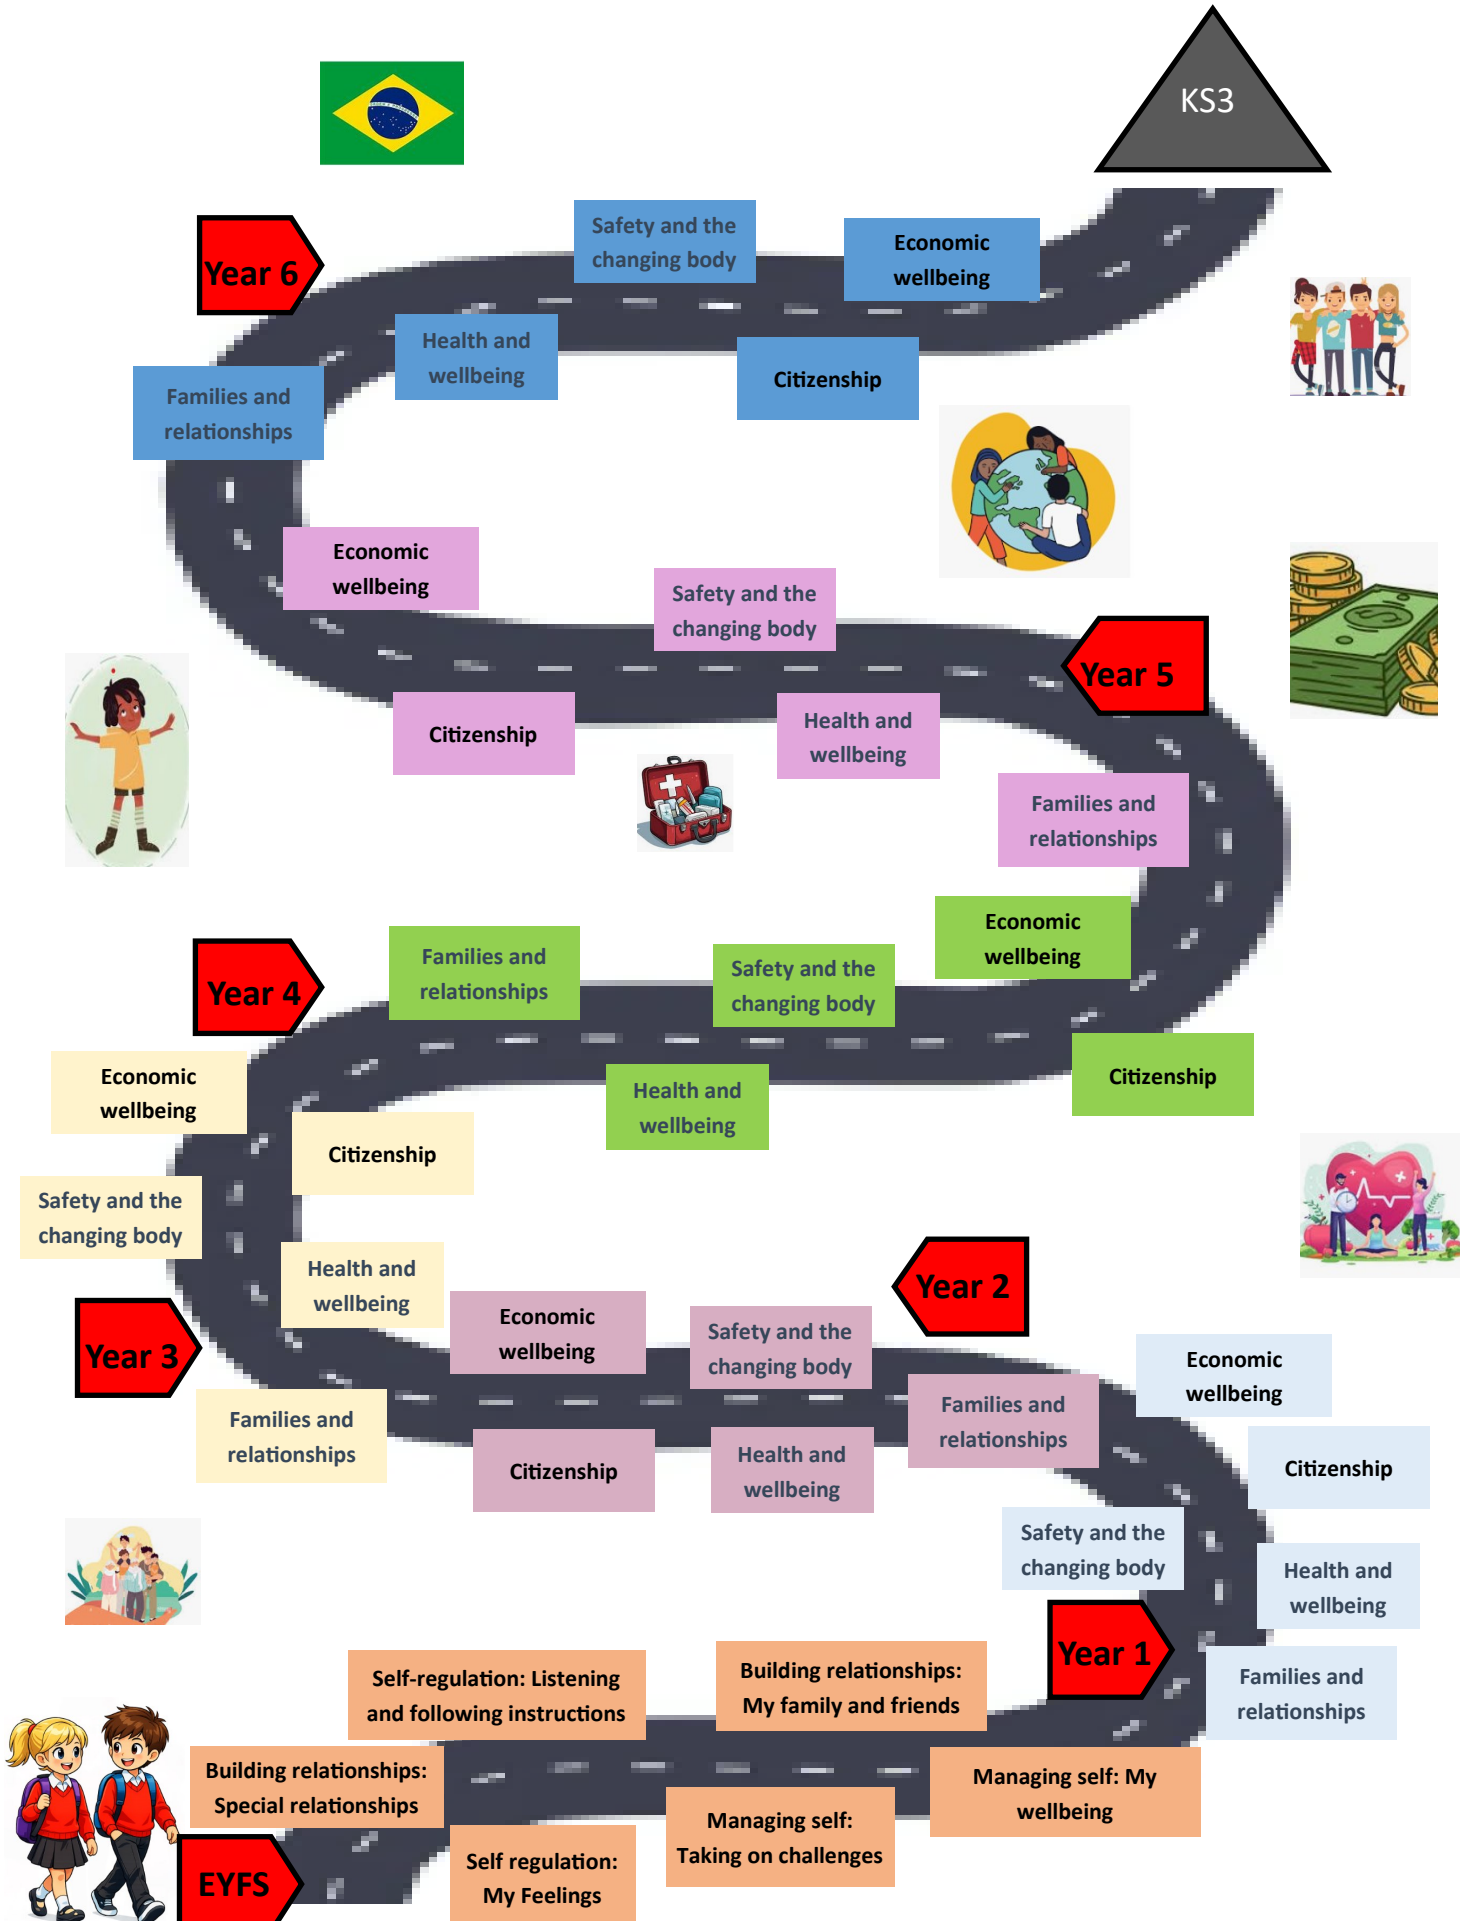 KS3
Safety and the
changing body
Economic
wellbeing
Year 6
Health and
wellbeing
Citizenship
Families and
relationships
Economic
wellbeing
Safety and the
changing body
Year 5
Citizenship
Health and
wellbeing
Families and
relationships
Economic
wellbeing
Families and
relationships
Safety and the
changing body
Year 4
Citizenship
Health and
wellbeing
Economic
wellbeing
Citizenship
Safety and the
changing body
Health and
wellbeing
Year 2
Economic
wellbeing
Safety and the
changing body
Year 3
Economic
wellbeing
Families and
relationships
Families and
relationships
Citizenship
Health and
wellbeing
Citizenship
Safety and the
changing body
Health and
wellbeing
Year 1
Families and
relationships
Self-regulation: Listening
and following instructions
Building relationships:
My family and friends
Building relationships:
Special relationships
Managing self: My
wellbeing
Managing self:
Taking on challenges
Self regulation:
My Feelings
EYFS